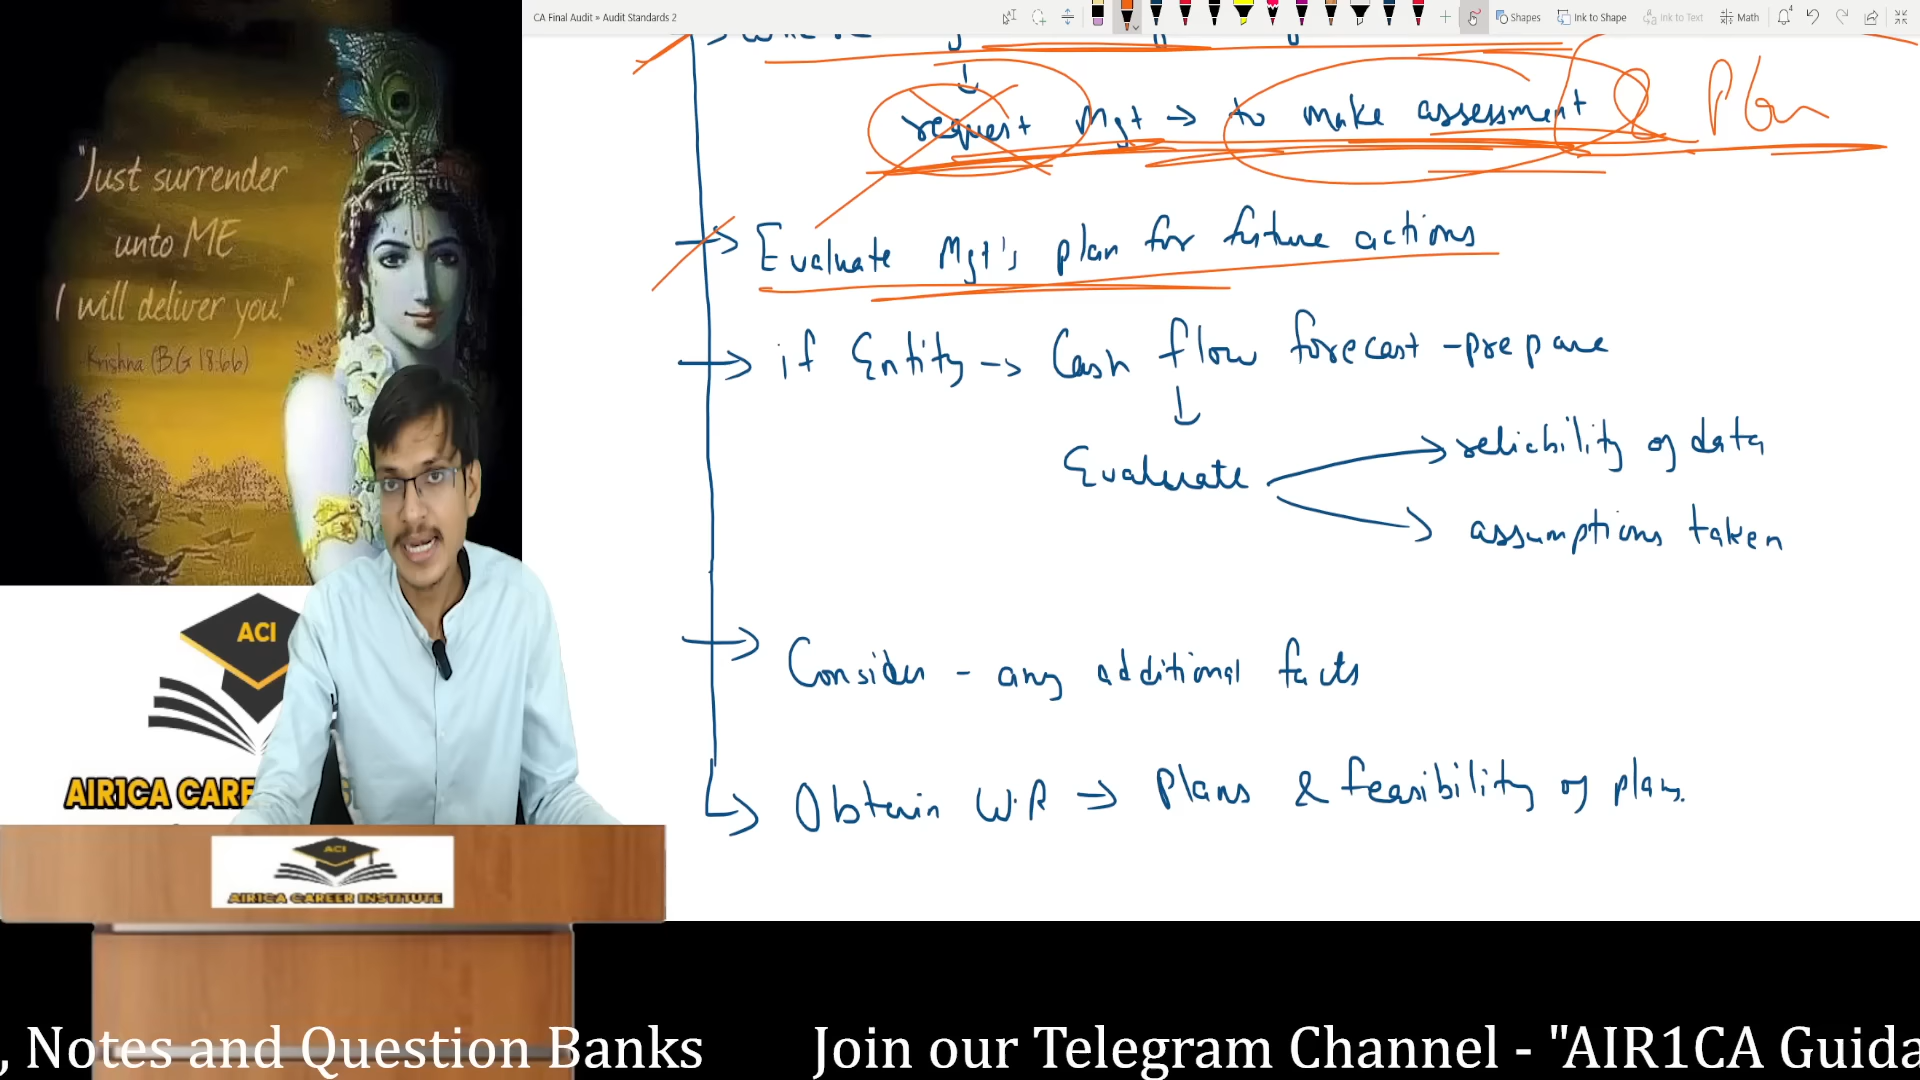 CA Final Audit » Audit Standards 2
Shapes
Ink to Shape
Ink to Text
Math
"Just surrender
unto ME
I will deliver you!"
-Krishna (B.G 18.66)
request Mgt → to make assessment & Plan
Evaluate Mgt's plan for future actions
if Entity → Cash flow forecast - prepare
Evaluate
reliability of data
assumptions taken
Consider - any additional facts
Obtain W.R → Plans & feasibility of plans.
ACI
AIR1CA CARE
ACI
AIR1CA CAREER INSTITUTE
, Notes and Question Banks Join our Telegram Channel - "AIR1CA Guida